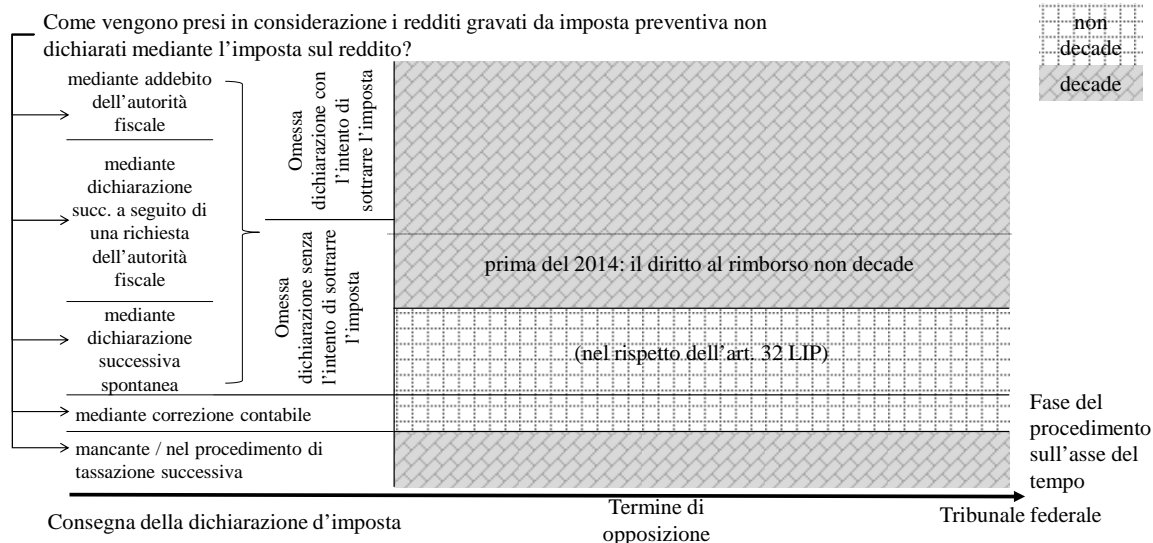 Come vengono presi in considerazione i redditi gravati da imposta preventiva non
dichiarati mediante l’imposta sul reddito?
non
decade
decade
mediante addebito
dell’autorità
fiscale
mediante
dichiarazione
succ. a seguito di
una richiesta
dell’autorità
fiscale
mediante
dichiarazione
successiva
spontanea
Omessa
dichiarazione con
l’intento di
sottrarre l’imposta
Omessa
dichiarazione senza
l’intento di sottrarre
l’imposta
prima del 2014: il diritto al rimborso non decade
(nel rispetto dell’art. 32 LIP)
mediante correzione contabile
mancante / nel procedimento di
tassazione successiva
Fase del
procedimento
sull’asse del
tempo
Consegna della dichiarazione d’imposta
Termine di
opposizione
Tribunale federale